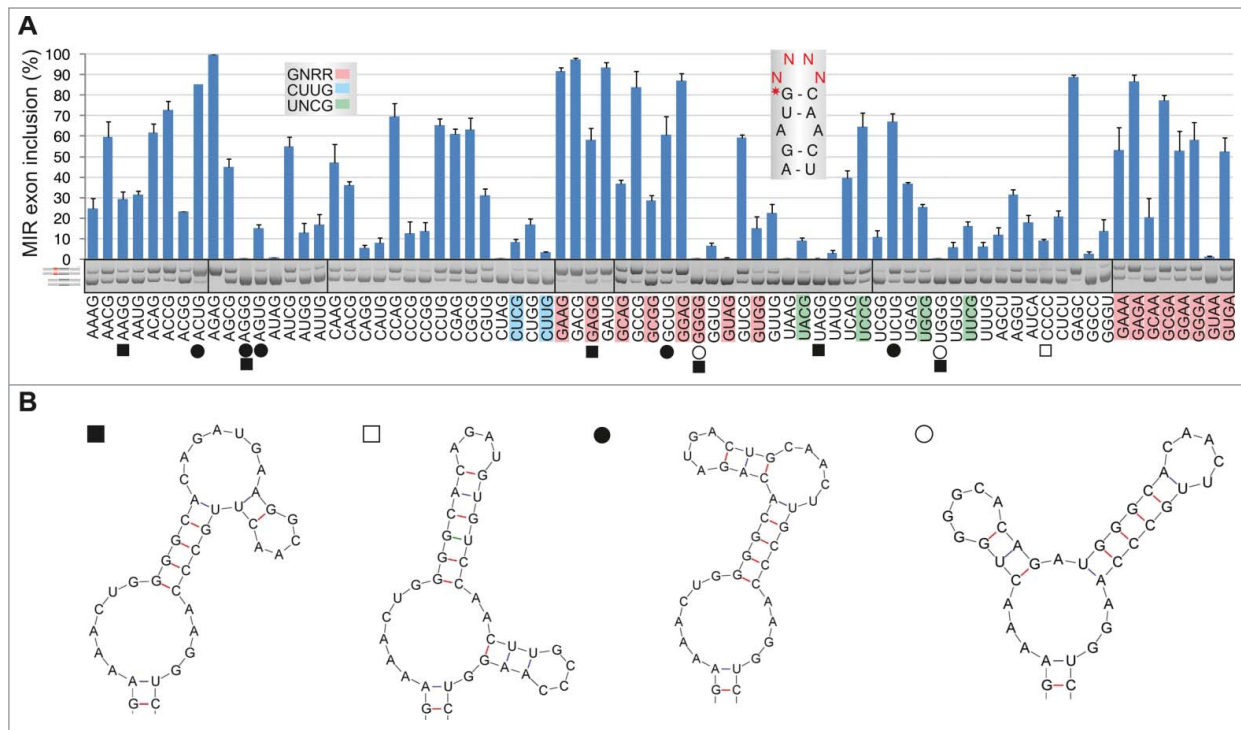 A
MIR exon inclusion (%)
100
90
80
70
60
50
40
30
20
10
0
GNRR
CUUG
UNCG
N N
N N
*G - C
U - A
A A
G - C
A - U
AAAG AACG AAGG AAUG ACAG ACCG ACGG ACUG AGAG AGCG AGGG AGUG AUAG AUCG AUGG AUUG CAAG CACG CAGG CAUG CCAG CCCG CCGG CCUG CGAG CGCG CGUG CUAG CUCG CUGG CUUG GAAG GACG GAGG GAUG GCAG GCCG GCGG GCUG GGAG GGGG GGUG GUAG GUCG GUGG GUUG UAAG UACG UAGG UAUG UCAG UCCG UCGG UCUG UGAG UGCG UGGG UGUG UUCG UUUG AGCU AGGU AUCA CCCC CUCU GAGC GGCC GGGU GAAA GAGA GCAA GCGA GGAA GGGA GUAA GUGA
B